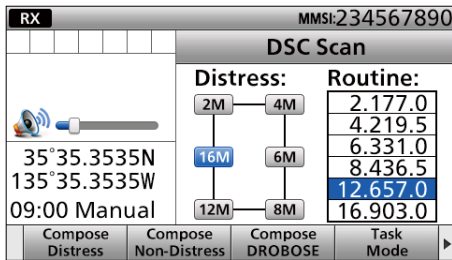 RX
MMSI:234567890
DSC Scan
Distress:
2M 4M
16M 6M
12M 8M
Routine:
2.177.0
4.219.5
6.331.0
8.436.5
12.657.0
16.903.0
35°35.3535N
135°35.3535W
09:00 Manual
Compose Distress
Compose Non-Distress
Compose DROBOSE
Task Mode